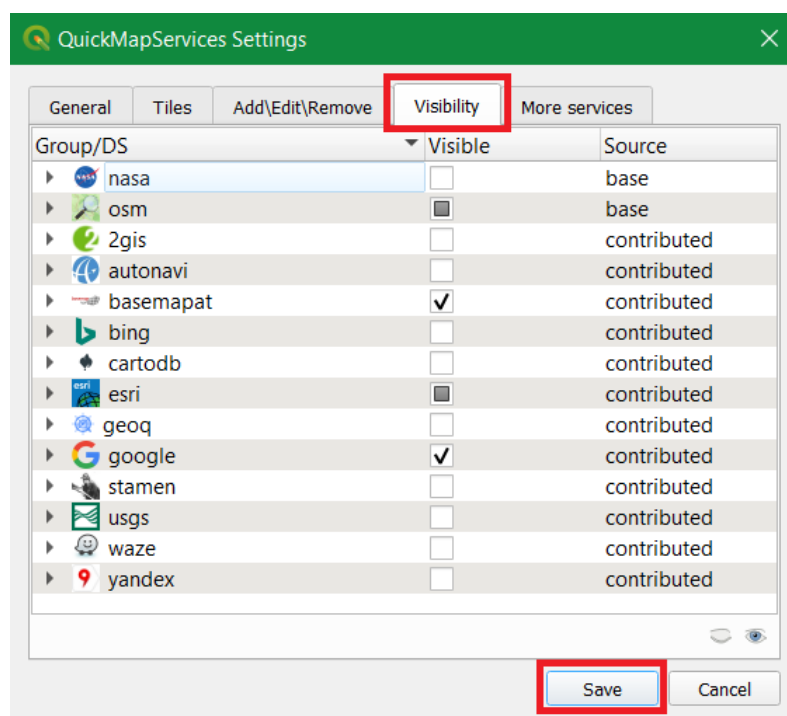 QuickMapServices Settings
General Tiles Add\Edit\Remove Visibility More services
Group/DS Visible Source
nasa base
osm base
2gis contributed
autonavi contributed
basemapat contributed
bing contributed
cartodb contributed
esri contributed
geoq contributed
google contributed
stamen contributed
usgs contributed
waze contributed
yandex contributed
Save Cancel